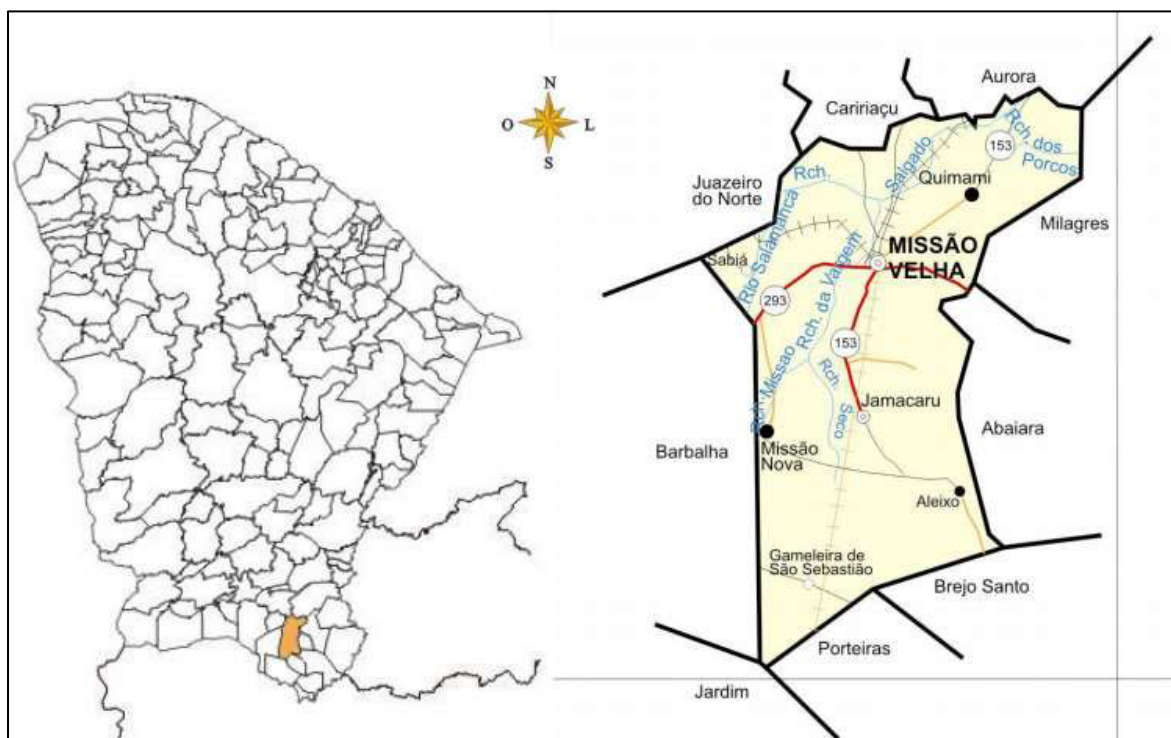 N
O
L
S
Aurora
Caririaçu
Rch. dos
Porcos
153
Rch.
Salgado
Quimami
Juazeiro
do Norte
Milagres
Rio Salamanca
Sabiá
MISSÃO
VELHA
293
Rch. da Vargem
153
Rch. Missao
Rch.
Seco
Jamacaru
Abaiara
Barbalha
Missão
Nova
Aleixo
Gameleira de
São Sebastião
Brejo Santo
Porteiras
Jardim